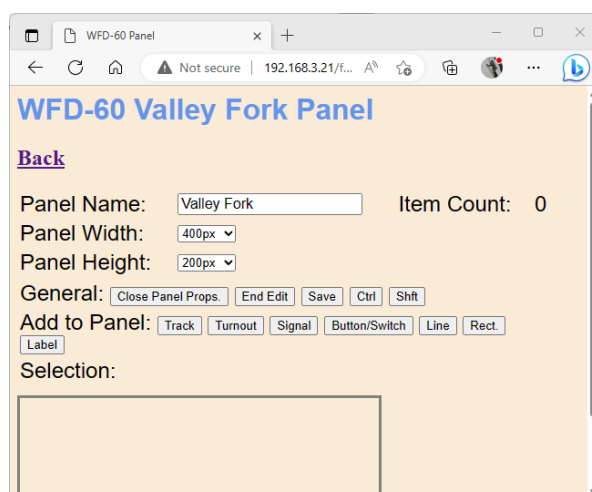 WFD-60 Panel
Not secure | 192.168.3.21/f...
WFD-60 Valley Fork Panel
Back
Panel Name: Valley Fork Item Count: 0
Panel Width: 400px
Panel Height: 200px
General: Close Panel Props. End Edit Save Ctrl Shft
Add to Panel: Track Turnout Signal Button/Switch Line Rect.
Label
Selection: